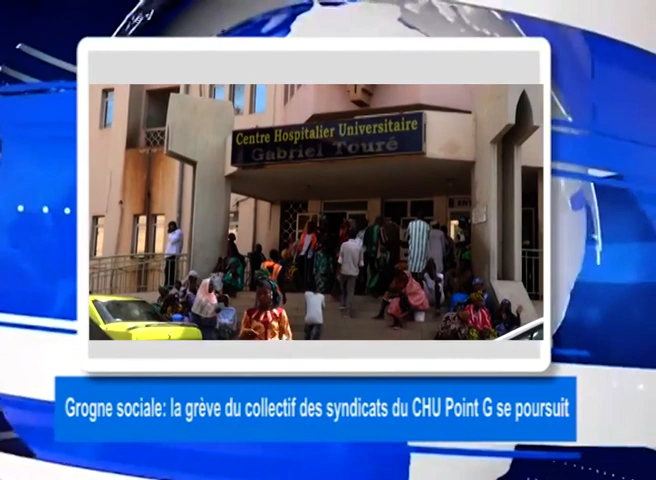 Centre Hospitalier Universitaire
Gabriel Touré
Grogne sociale: la grève du collectif des syndicats du CHU Point G se poursuit